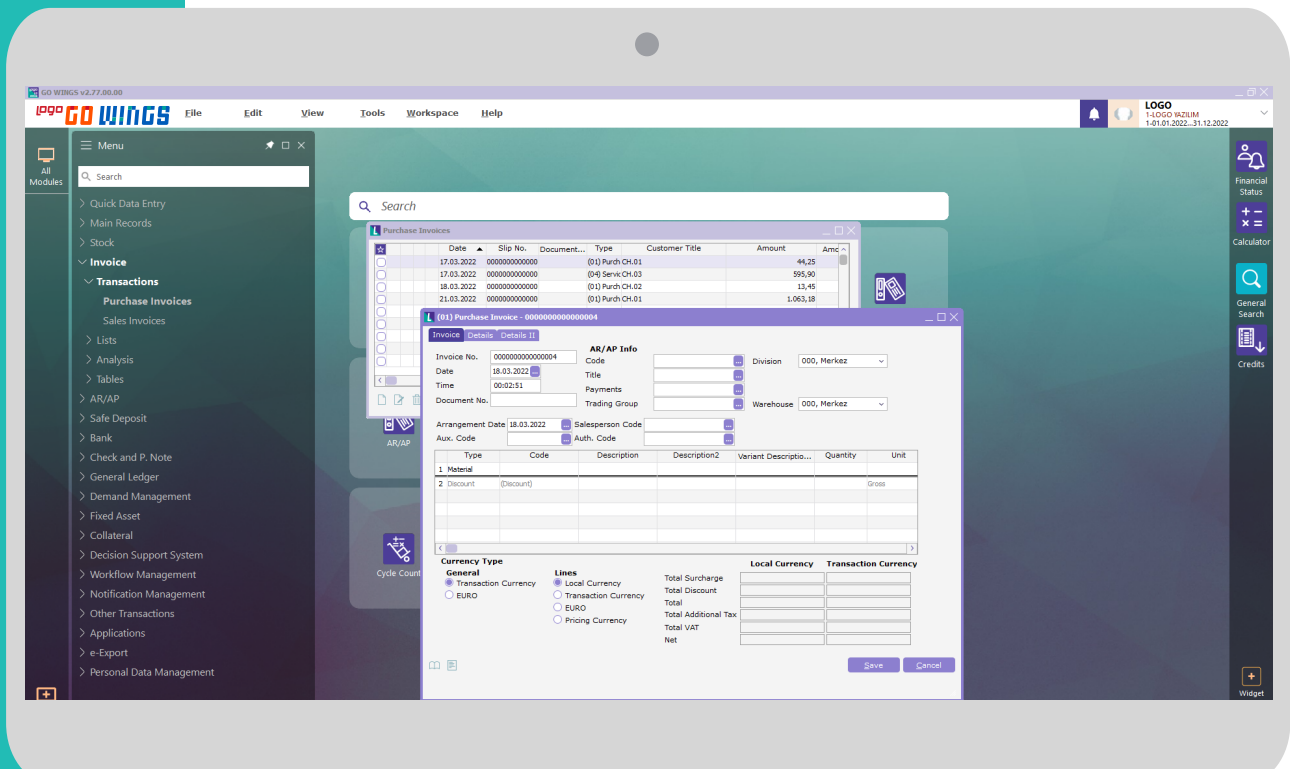 GO WINGS v2.77.00.00
LOGO GO WINGS File Edit View Tools Workspace Help
LOGO
1-LOGO YAZILIM
1-01.01.2022...31.12.2022
All Modules
Menu
Search
Quick Data Entry
Main Records
Stock
Invoice
Transactions
Purchase Invoices
Sales Invoices
Lists
Analysis
Tables
AR/AP
Safe Deposit
Bank
Check and P. Note
General Ledger
Demand Management
Fixed Asset
Collateral
Decision Support System
Workflow Management
Notification Management
Other Transactions
Applications
e-Export
Personal Data Management
Search
Purchase Invoices
Date Slip No. Document... Type Customer Title Amount Amc
17.03.2022 0000000000000 (01) Purch CH.01 44,25
17.03.2022 0000000000000 (04) Servic CH.03 595,90
18.03.2022 0000000000000 (01) Purch CH.02 13,45
21.03.2022 0000000000000 (01) Purch CH.01 1.063,18
AR/AP
Cycle Count
(01) Purchase Invoice - 0000000000000004
Invoice Details Details II
AR/AP Info
Invoice No. 0000000000000004 Code Division 000, Merkez
Date 18.03.2022 Title
Time 00:02:51 Payments
Document No. Trading Group Warehouse 000, Merkez
Arrangement Date 18.03.2022 Salesperson Code
Aux. Code Auth. Code
Type Code Description Description2 Variant Descriptio... Quantity Unit
1 Material
2 Discount (Discount) Gross
Currency Type Local Currency Transaction Currency
General Lines
Transaction Currency Local Currency
EURO Transaction Currency
EURO
Pricing Currency
Total Surcharge
Total Discount
Total
Total Additional Tax
Total VAT
Net
Save Cancel
Financial Status
Calculator
General Search
Credits
Widget